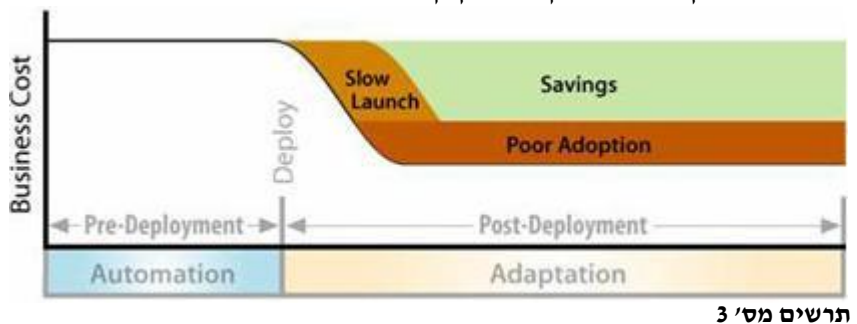 Business Cost
Slow
Launch
Savings
Poor Adoption
Deploy
Pre-Deployment
Post-Deployment
Automation
Adaptation
תרשים מס׳ 3